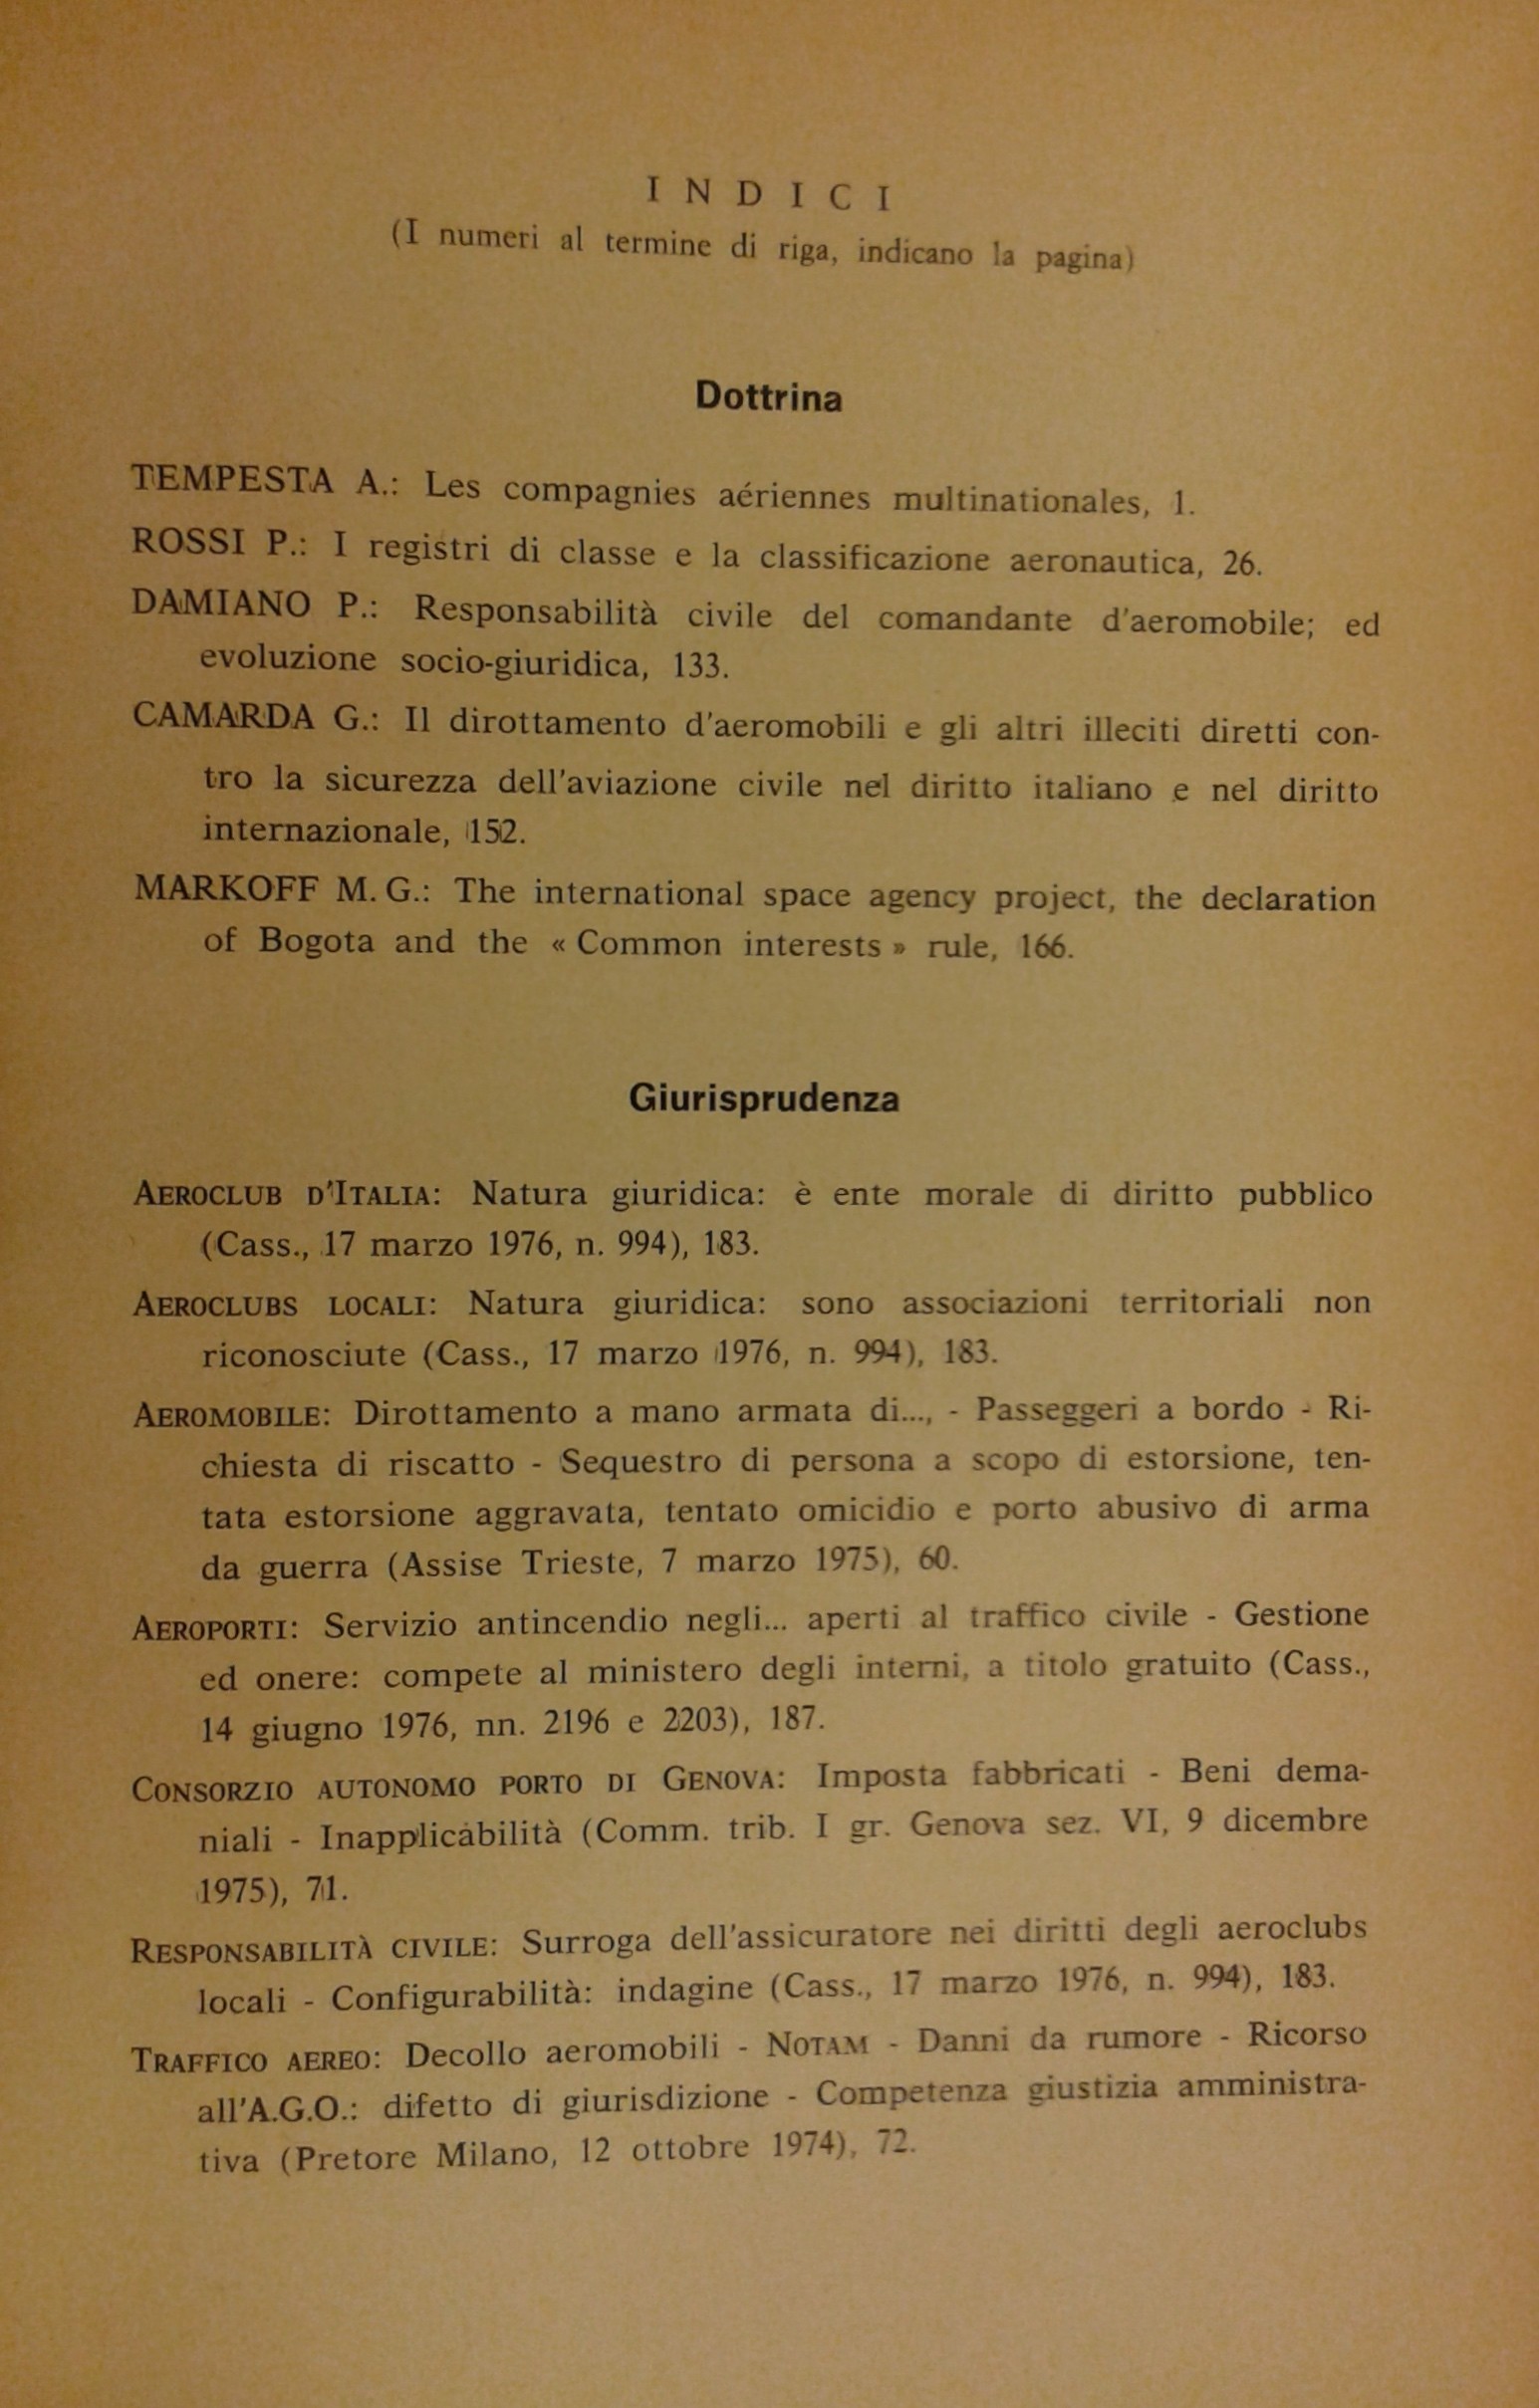 INDICI
(I numeri al termine di riga, indicano la pagina)
Dottrina
TEMPESTA A.: Les compagnies aériennes multinationales, 1.
ROSSI P.: I registri di classe e la classificazione aeronautica, 26.
DAMIANO P.: Responsabilità civile del comandante d'aeromobile; ed
evoluzione socio-giuridica, 133.
CAMARDA G.: Il dirottamento d'aeromobili e gli altri illeciti diretti con-
tro la sicurezza dell'aviazione civile nel diritto italiano e nel diritto
internazionale, 152.
MARKOFF M. G.: The international space agency project, the declaration
of Bogota and the « Common interests » rule, 166.
Giurisprudenza
AEROCLUB D'ITALIA: Natura giuridica: è ente morale di diritto pubblico
(Cass., 17 marzo 1976, n. 994), 183.
AEROCLUBS LOCALI: Natura giuridica: sono associazioni territoriali non
riconosciute (Cass., 17 marzo 1976, n. 994), 183.
AEROMOBILE: Dirottamento a mano armata di..., - Passeggeri a bordo - Ri-
chiesta di riscatto - Sequestro di persona a scopo di estorsione, ten-
tata estorsione aggravata, tentato omicidio e porto abusivo di arma
da guerra (Assise Trieste, 7 marzo 1975), 60.
AEROPORTI: Servizio antincendio negli... aperti al traffico civile - Gestione
ed onere: compete al ministero degli interni, a titolo gratuito (Cass.,
14 giugno 1976, nn. 2196 e 2203), 187.
CONSORZIO AUTONOMO PORTO DI GENOVA: Imposta fabbricati - Beni dema-
niali - Inapplicabilità (Comm. trib. I gr. Genova sez. VI, 9 dicembre
1975), 71.
RESPONSABILITÀ CIVILE: Surroga dell'assicuratore nei diritti degli aeroclubs
locali - Configurabilità: indagine (Cass., 17 marzo 1976, n. 994), 183.
TRAFFICO AEREO: Decollo aeromobili - NOTAM - Danni da rumore - Ricorso
all'A.G.O.: difetto di giurisdizione - Competenza giustizia amministra-
tiva (Pretore Milano, 12 ottobre 1974), 72.